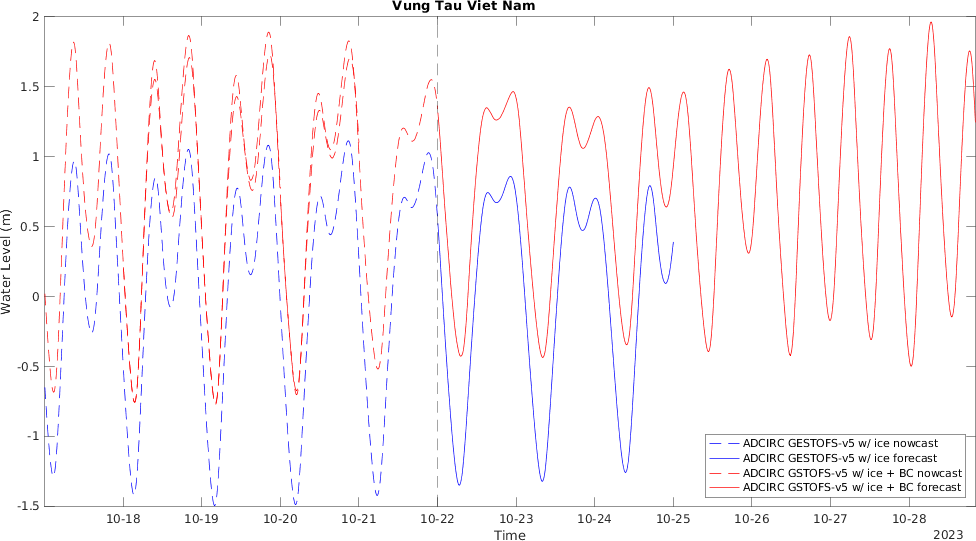 Vung Tau Viet Nam
2
1.5
1
0.5
0
-0.5
-1
-1.5
Water Level (m)
10-18 10-19 10-20 10-21 10-22 10-23 10-24 10-25 10-26 10-27 10-28
Time
2023
ADCIRC GESTOFS-v5 w/ ice nowcast
ADCIRC GESTOFS-v5 w/ ice forecast
ADCIRC GSTOFS-v5 w/ ice + BC nowcast
ADCIRC GSTOFS-v5 w/ ice + BC forecast